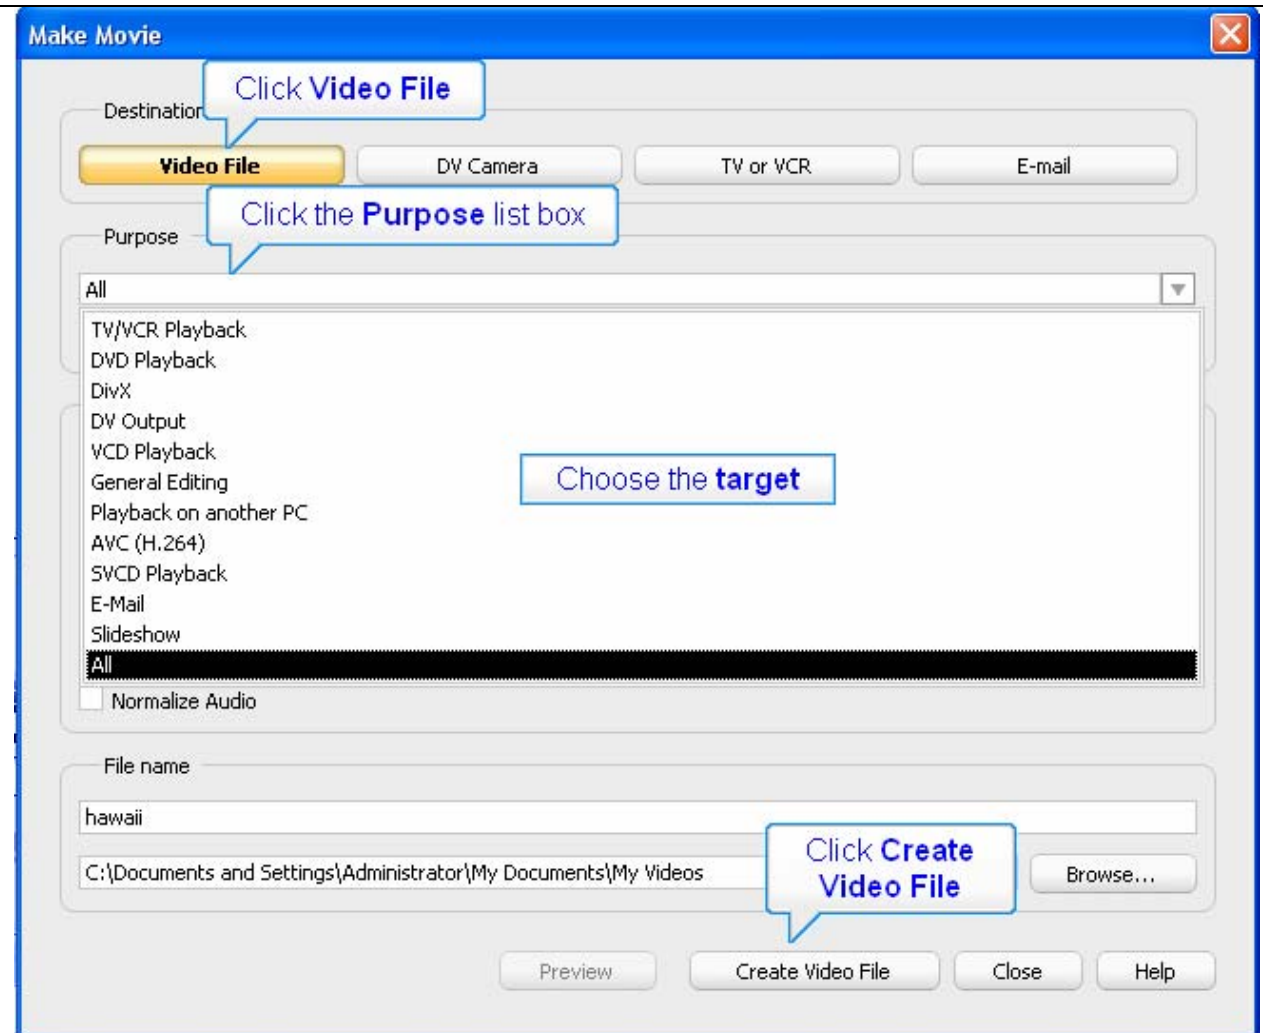 Make Movie
Click Video File
Destination
Video File
DV Camera
TV or VCR
E-mail
Click the Purpose list box
Purpose
All
TV/VCR Playback
DVD Playback
DivX
DV Output
VCD Playback
General Editing
Choose the target
Playback on another PC
AVC (H.264)
SVCD Playback
E-Mail
Slideshow
All
Normalize Audio
File name
hawaii
Click Create
Video File
C:\Documents and Settings\Administrator\My Documents\My Videos
Browse...
Preview
Create Video File
Close
Help